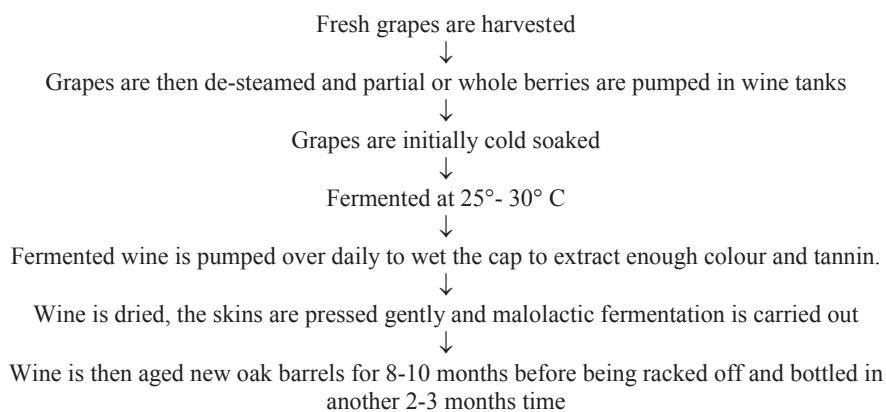 Fresh grapes are harvested
↓
Grapes are then de-steamed and partial or whole berries are pumped in wine tanks
↓
Grapes are initially cold soaked
↓
Fermented at 25°- 30° C
↓
Fermented wine is pumped over daily to wet the cap to extract enough colour and tannin.
↓
Wine is dried, the skins are pressed gently and malolactic fermentation is carried out
↓
Wine is then aged new oak barrels for 8-10 months before being racked off and bottled in
another 2-3 months time